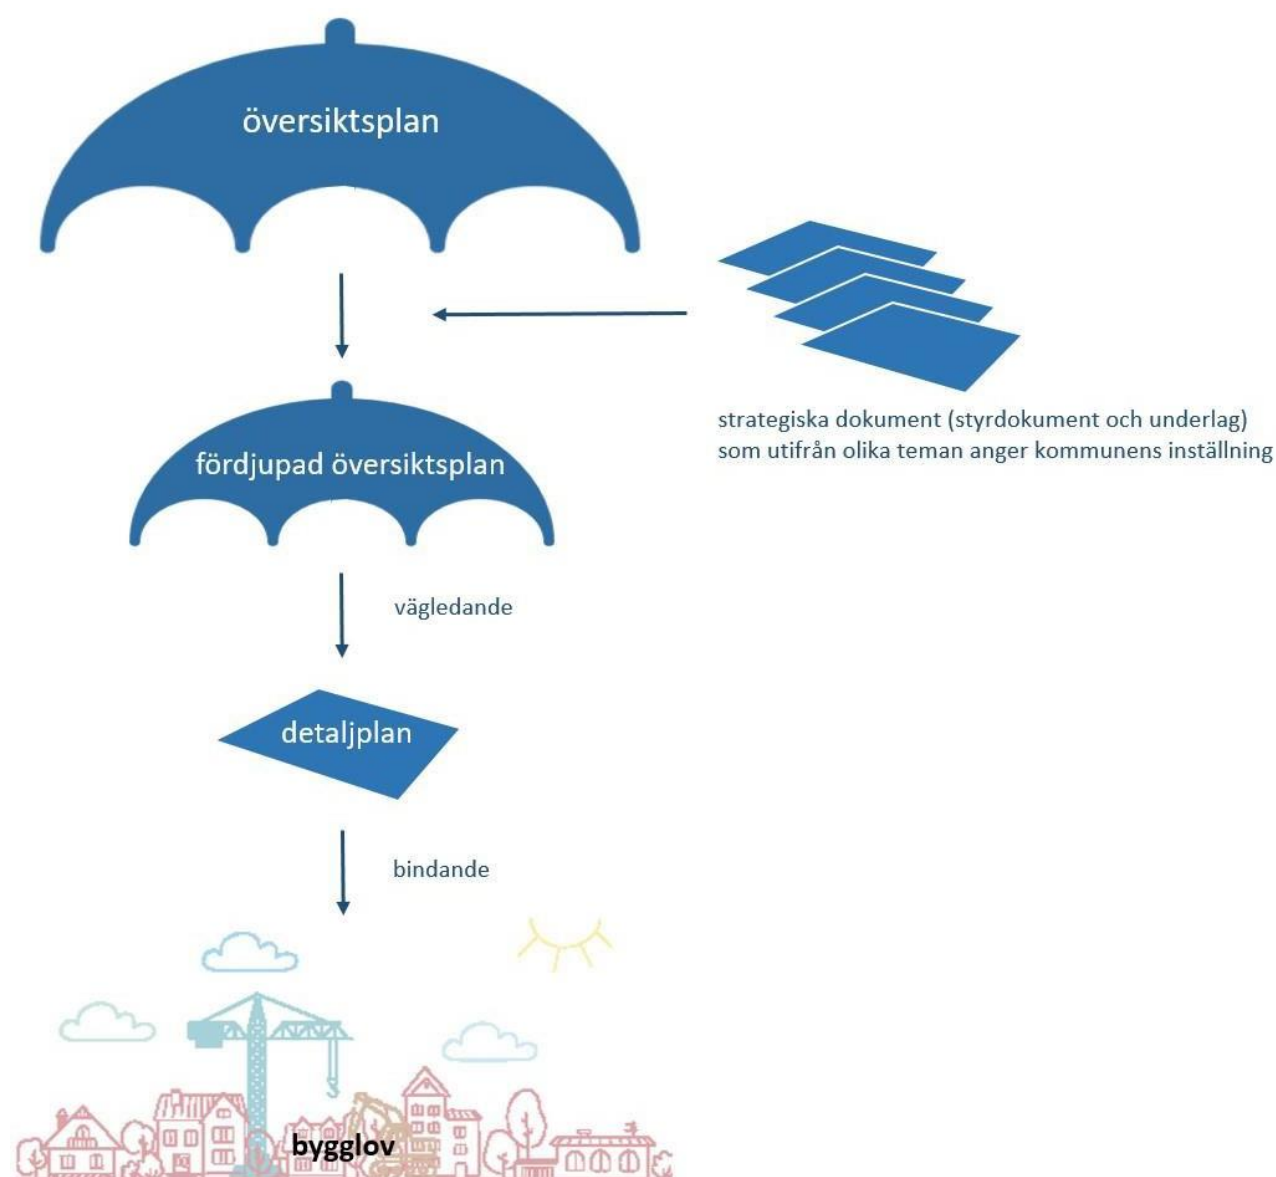 översiktsplan
strategiska dokument (styrdokument och underlag)
som utifrån olika teman anger kommunens inställning
fördjupad översiktsplan
vägledande
detaljplan
bindande
bygglov